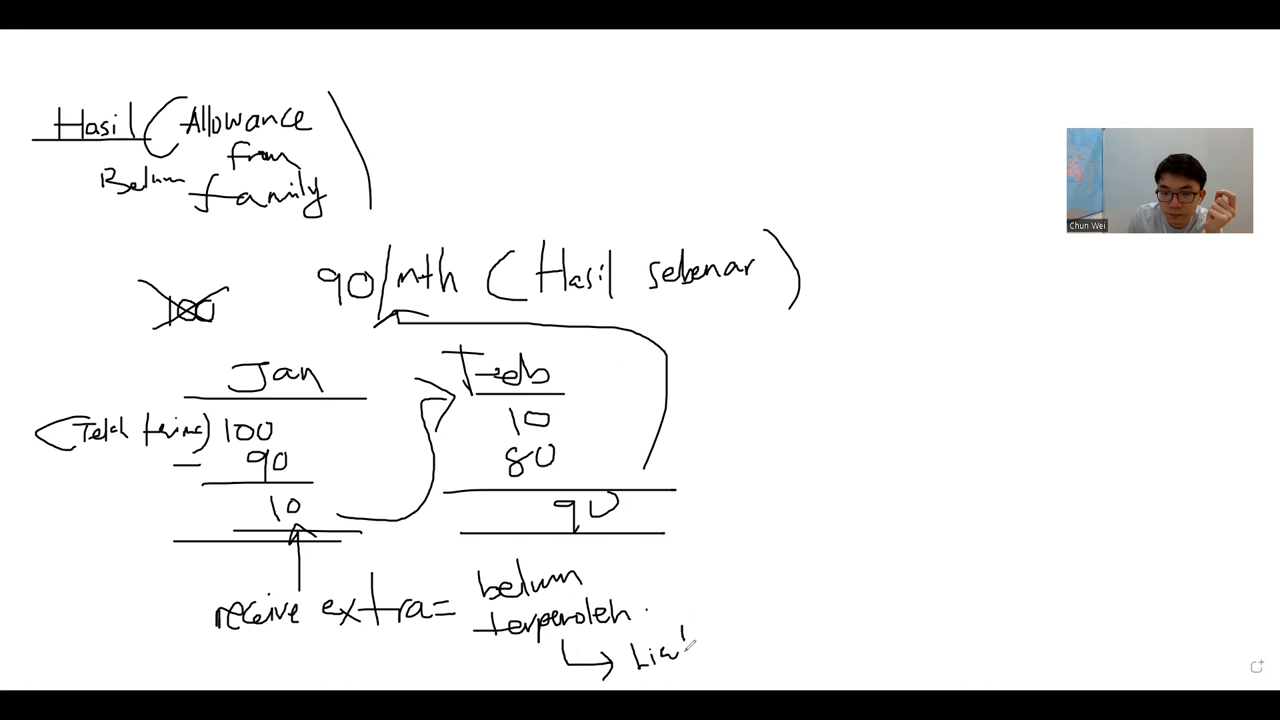 Hasil (Allowance
from
Belum family)
90/mth (Hasil sebenar)
100
Jan
(Telah terima) 100
- 90
10
Feb
10
80
90
receive extra = belum
terperoleh.
↳ Liab
Chun Wei